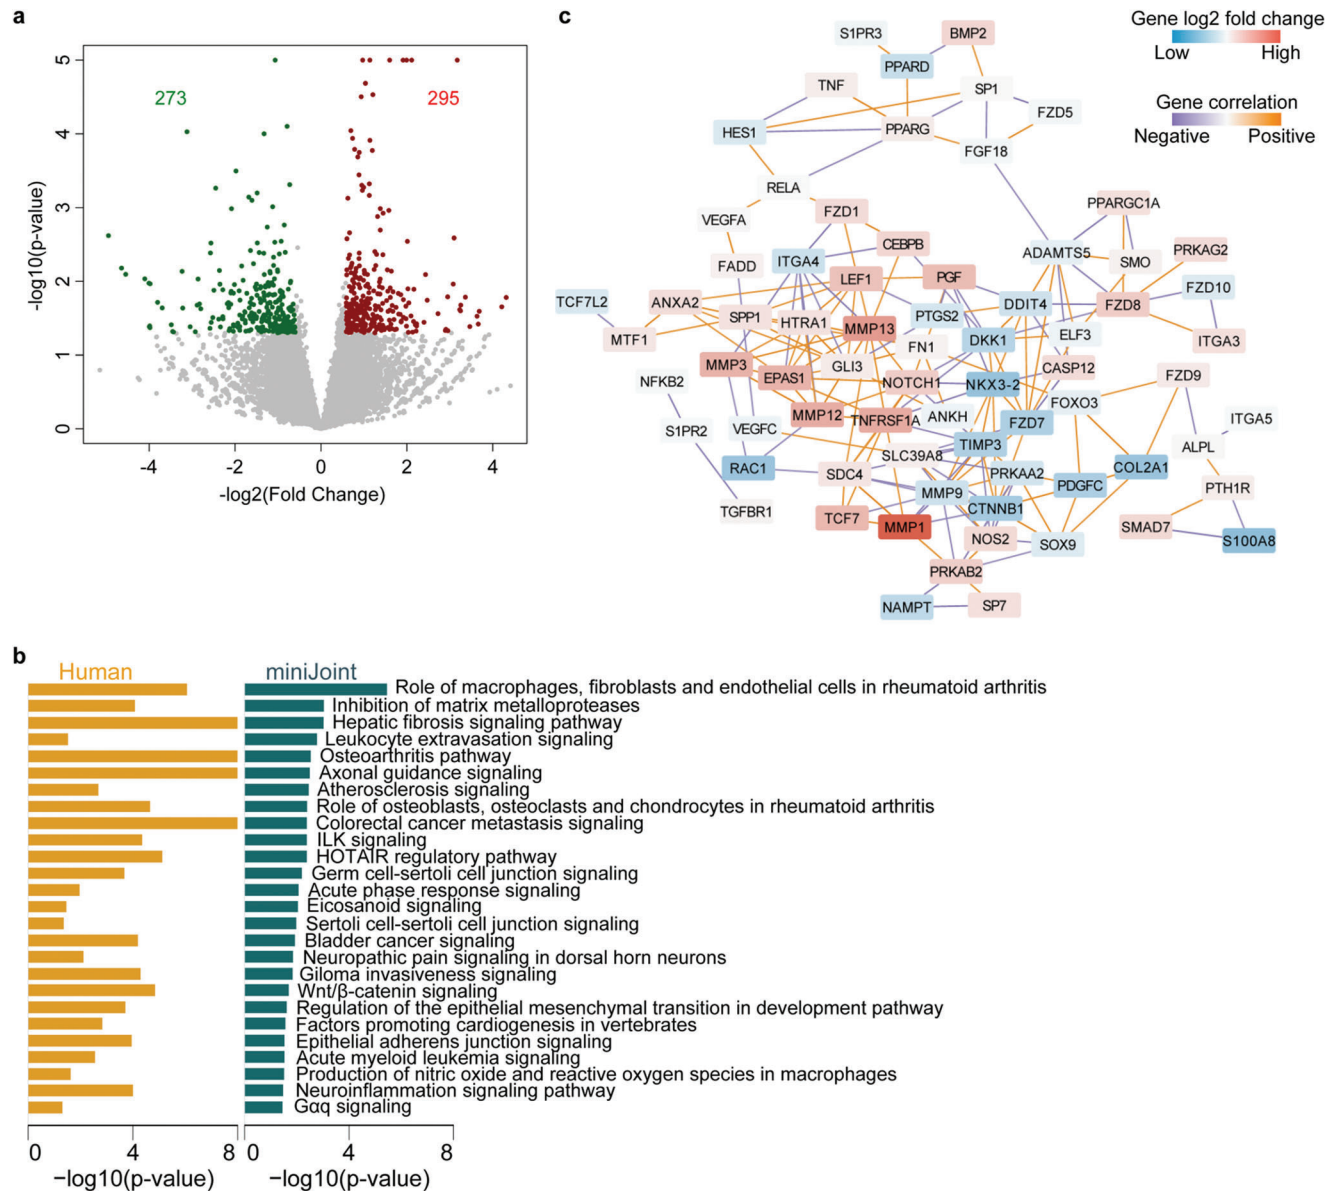 a
5
4
3
2
1
0
273
295
-log10(p-value)
-4
-2
0
2
4
-log2(Fold Change)
c
Gene log2 fold change
Low
High
Gene correlation
Negative
Positive
S1PR3
BMP2
PPARD
TNF
SP1
FZD5
HES1
PPARG
FGF18
RELA
PPARGC1A
VEGFA
FZD1
CEBPB
ADAMTS5
SMO
PRKAG2
FADD
ITGA4
LEF1
PGF
FZD10
TCF7L2
ANXA2
SPP1
HTRA1
MMP13
PTGS2
DDIT4
FZD8
MTF1
FN1
DKK1
ELF3
ITGA3
MMP3
EPAS1
GLI3
NOTCH1
NKX3-2
CASP12
FZD9
NFKB2
MMP12
TNFRSF1A
ANKH
FZD7
FOXO3
ITGA5
S1PR2
VEGFC
TIMP3
ALPL
RAC1
SDC4
SLC39A8
PRKAA2
PDGFC
COL2A1
PTH1R
TGFBR1
MMP9
CTNNB1
TCF7
MMP1
NOS2
SOX9
SMAD7
S100A8
PRKAB2
NAMPT
SP7
b
Human
miniJoint
Role of macrophages, fibroblasts and endothelial cells in rheumatoid arthritis
Inhibition of matrix metalloproteases
Hepatic fibrosis signaling pathway
Leukocyte extravasation signaling
Osteoarthritis pathway
Axonal guidance signaling
Atherosclerosis signaling
Role of osteoblasts, osteoclasts and chondrocytes in rheumatoid arthritis
Colorectal cancer metastasis signaling
ILK signaling
HOTAIR regulatory pathway
Germ cell-sertoli cell junction signaling
Acute phase response signaling
Eicosanoid signaling
Sertoli cell-sertoli cell junction signaling
Bladder cancer signaling
Neuropathic pain signaling in dorsal horn neurons
Giloma invasiveness signaling
Wnt/β-catenin signaling
Regulation of the epithelial mesenchymal transition in development pathway
Factors promoting cardiogenesis in vertebrates
Epithelial adherens junction signaling
Acute myeloid leukemia signaling
Production of nitric oxide and reactive oxygen species in macrophages
Neuroinflammation signaling pathway
Gαq signaling
0 4 8
0 4 8
−log10(p-value)
−log10(p-value)